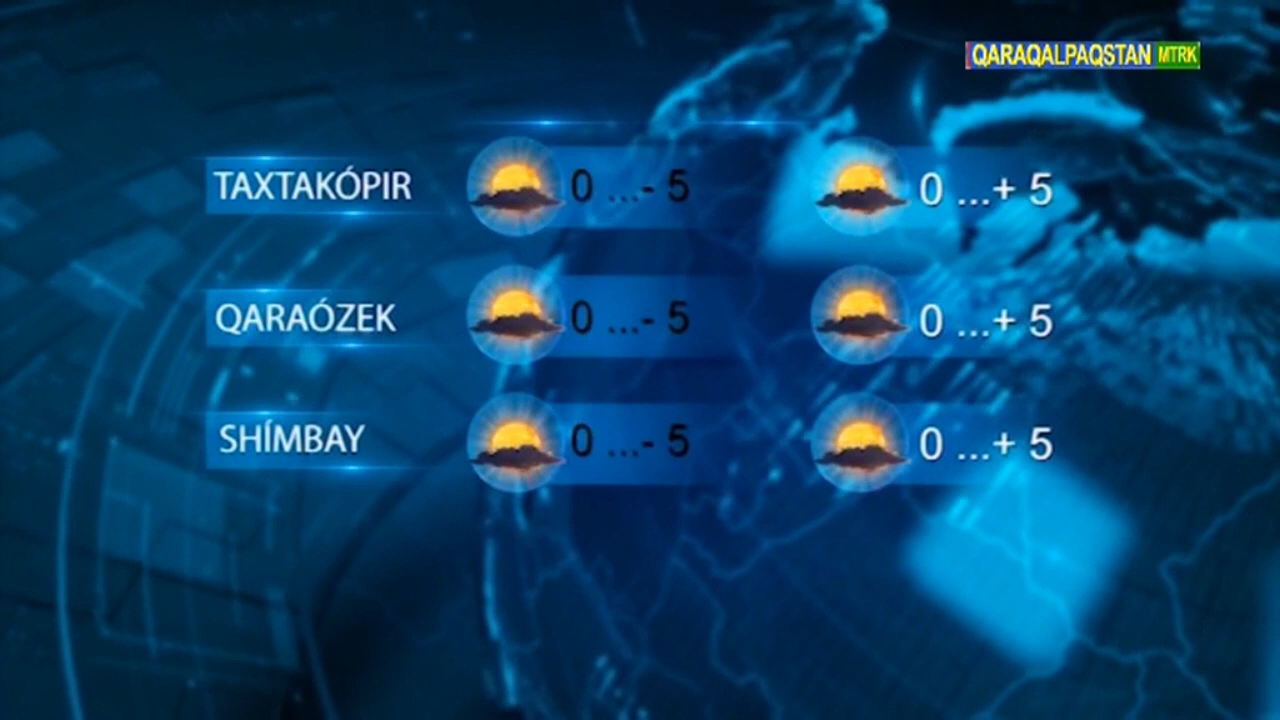 QARAQALPAQSTAN MTRK
TAXTAKÓPIR 0 ...- 5 0 ...+ 5
QARAÓZEK 0 ...- 5 0 ...+ 5
SHÍMBAY 0 ...- 5 0 ...+ 5